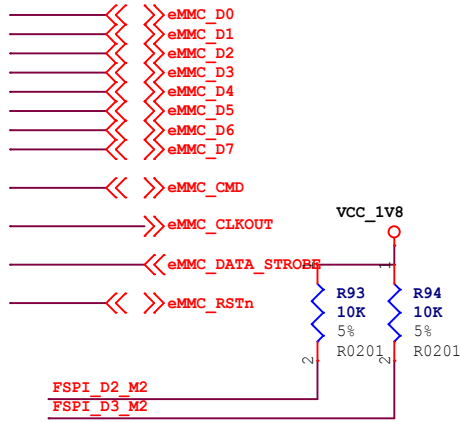 eMMC_D0
eMMC_D1
eMMC_D2
eMMC_D3
eMMC_D4
eMMC_D5
eMMC_D6
eMMC_D7
eMMC_CMD
VCC_1V8
eMMC_CLKOUT
eMMC_DATA_STROBE
1
1
eMMC_RSTn
R93 R94
10K 10K
5% 5%
R0201 R0201
2 2
FSPI_D2_M2
FSPI_D3_M2